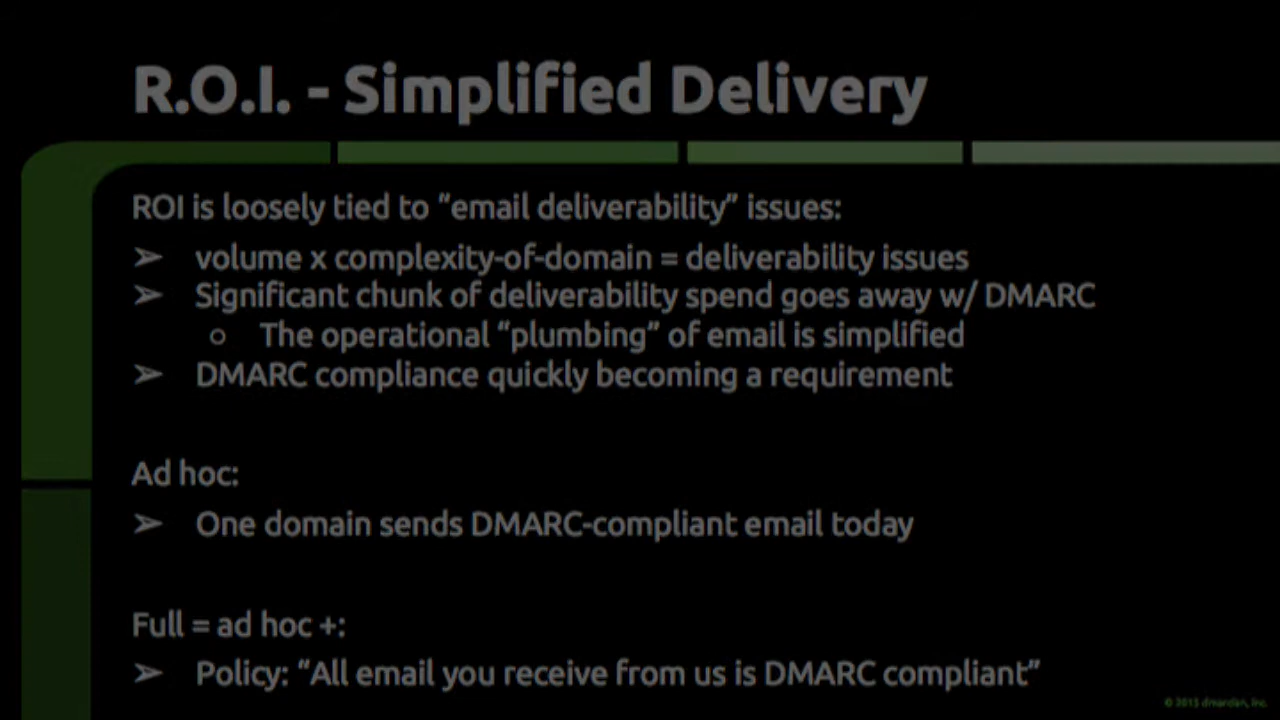 R.O.I. - Simplified Delivery
ROI is loosely tied to “email deliverability” issues:
➢ volume x complexity-of-domain = deliverability issues
➢ Significant chunk of deliverability spend goes away w/ DMARC
○ The operational “plumbing” of email is simplified
➢ DMARC compliance quickly becoming a requirement
Ad hoc:
➢ One domain sends DMARC-compliant email today
Full = ad hoc +:
➢ Policy: “All email you receive from us is DMARC compliant”
© 2015 dmarcian, inc.